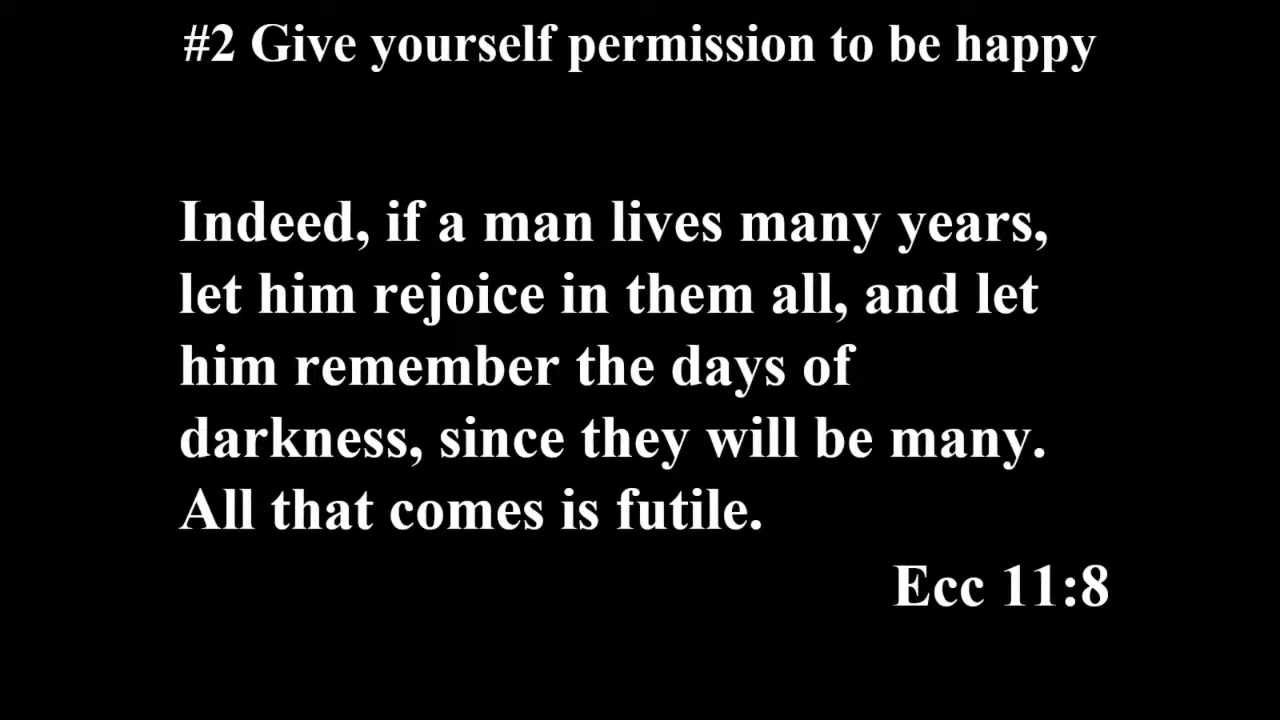 #2 Give yourself permission to be happy
Indeed, if a man lives many years,
let him rejoice in them all, and let
him remember the days of
darkness, since they will be many.
All that comes is futile.
Ecc 11:8